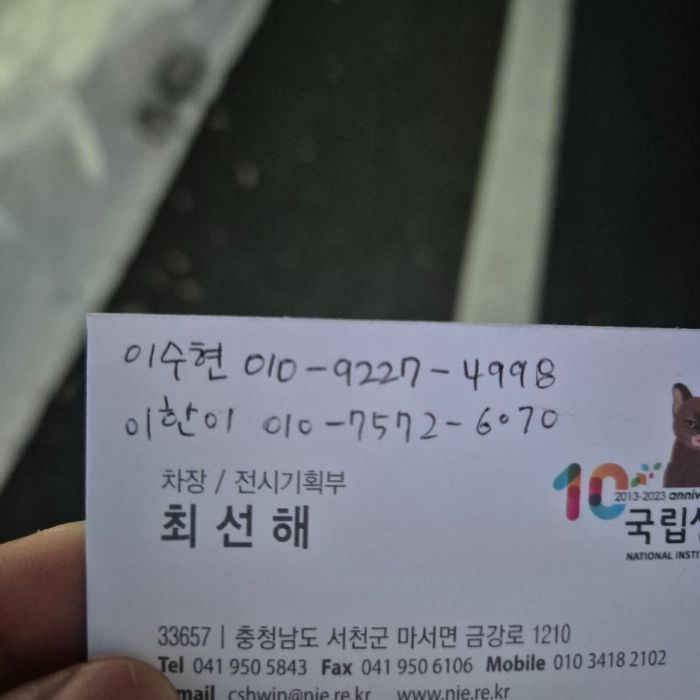 이수현 010-9227-4998
이한이 010-7572-6070
차장 / 전시기획부
최선해
10
2013-2023
국립
NATIONAL
33657 | 충청남도 서천군 마서면 금강로 1210
Tel 041 950 5843 Fax 041 950 6106 Mobile 010 3418 2102
cshwin@nie.re.kr www.nie.re.kr